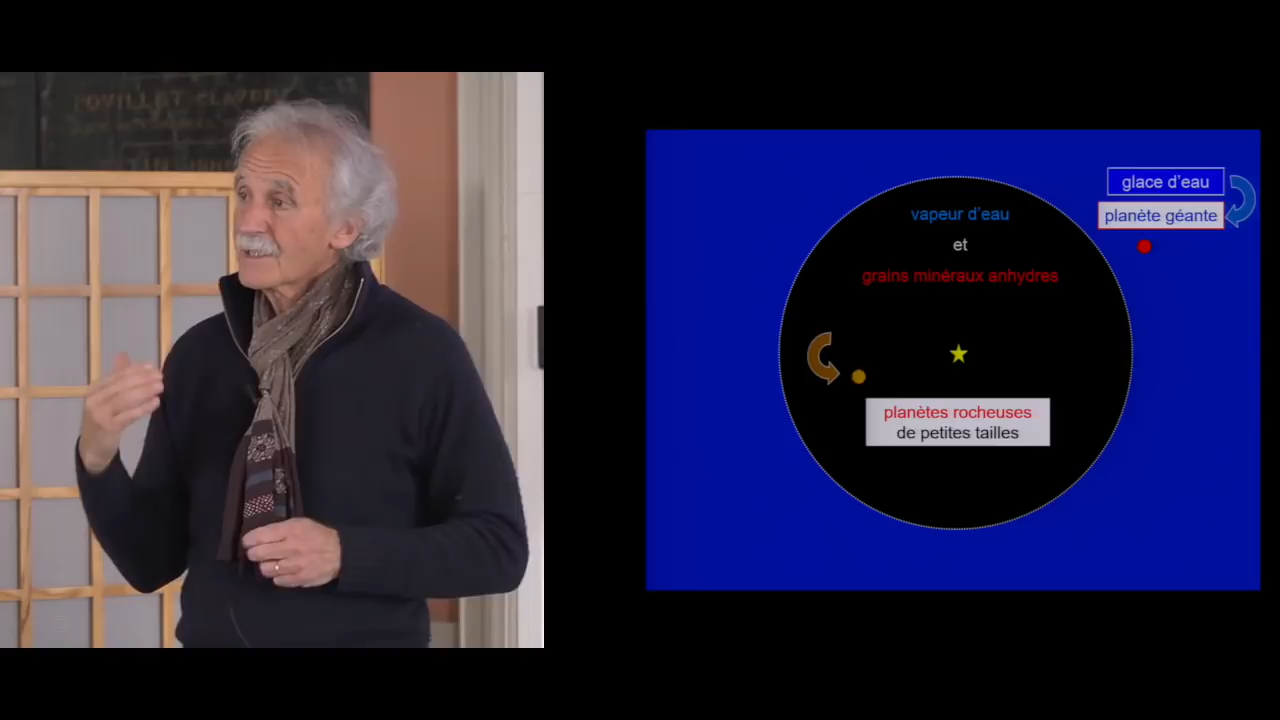 glace d'eau
planète géante
vapeur d'eau
et
grains minéraux anhydres
planètes rocheuses
de petites tailles